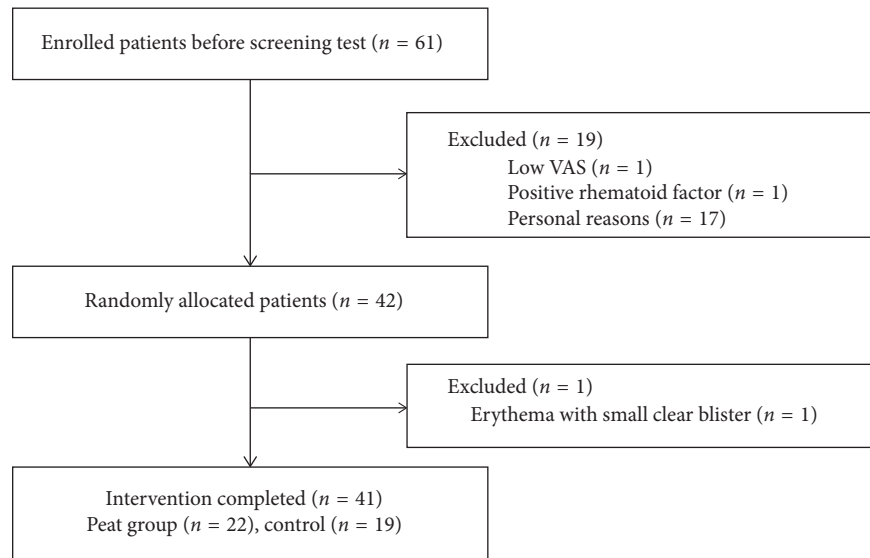 Enrolled patients before screening test (n = 61)
Excluded (n = 19)
Low VAS (n = 1)
Positive rhematoid factor (n = 1)
Personal reasons (n = 17)
Randomly allocated patients (n = 42)
Excluded (n = 1)
Erythema with small clear blister (n = 1)
Intervention completed (n = 41)
Peat group (n = 22), control (n = 19)